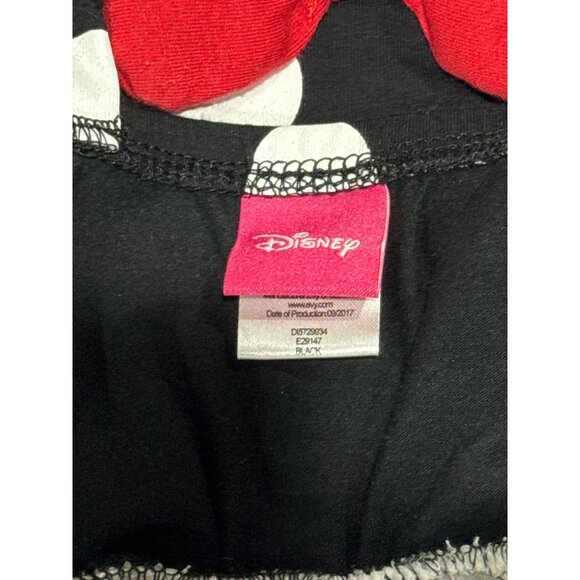 Disney
www.evy.com
Date of Production:09/2017
DI5729934
E29147
BLACK